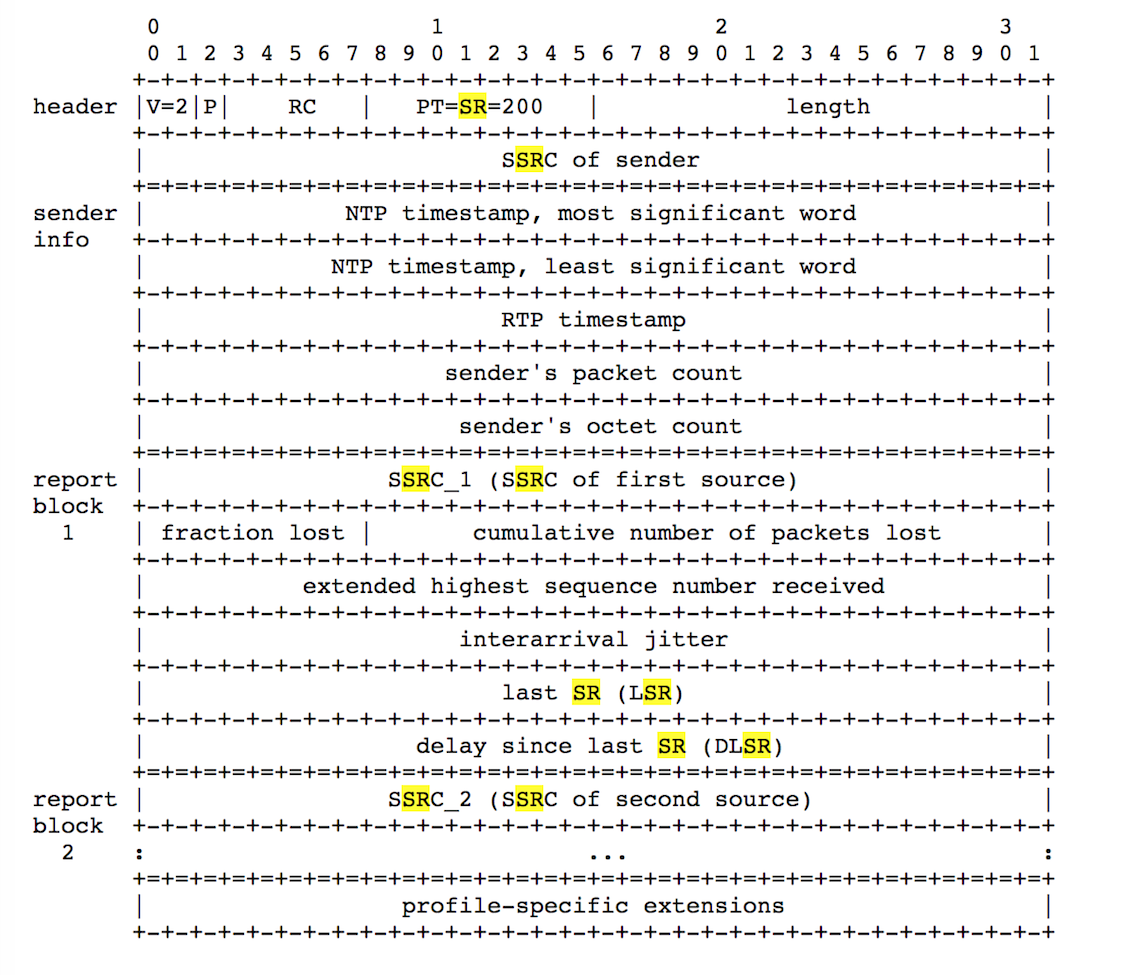 0                   1                   2                   3
        0 1 2 3 4 5 6 7 8 9 0 1 2 3 4 5 6 7 8 9 0 1 2 3 4 5 6 7 8 9 0 1
       +-+-+-+-+-+-+-+-+-+-+-+-+-+-+-+-+-+-+-+-+-+-+-+-+-+-+-+-+-+-+-+-+
header |V=2|P|    RC   |   PT=SR=200   |             length            |
       +-+-+-+-+-+-+-+-+-+-+-+-+-+-+-+-+-+-+-+-+-+-+-+-+-+-+-+-+-+-+-+-+
       |                         SSRC of sender                        |
       +=+=+=+=+=+=+=+=+=+=+=+=+=+=+=+=+=+=+=+=+=+=+=+=+=+=+=+=+=+=+=+=+
sender |              NTP timestamp, most significant word             |
info   +-+-+-+-+-+-+-+-+-+-+-+-+-+-+-+-+-+-+-+-+-+-+-+-+-+-+-+-+-+-+-+-+
       |             NTP timestamp, least significant word             |
       +-+-+-+-+-+-+-+-+-+-+-+-+-+-+-+-+-+-+-+-+-+-+-+-+-+-+-+-+-+-+-+-+
       |                         RTP timestamp                         |
       +-+-+-+-+-+-+-+-+-+-+-+-+-+-+-+-+-+-+-+-+-+-+-+-+-+-+-+-+-+-+-+-+
       |                     sender's packet count                     |
       +-+-+-+-+-+-+-+-+-+-+-+-+-+-+-+-+-+-+-+-+-+-+-+-+-+-+-+-+-+-+-+-+
       |                      sender's octet count                     |
       +=+=+=+=+=+=+=+=+=+=+=+=+=+=+=+=+=+=+=+=+=+=+=+=+=+=+=+=+=+=+=+=+
report |                 SSRC_1 (SSRC of first source)                 |
block  +-+-+-+-+-+-+-+-+-+-+-+-+-+-+-+-+-+-+-+-+-+-+-+-+-+-+-+-+-+-+-+-+
  1    | fraction lost |       cumulative number of packets lost       |
       +-+-+-+-+-+-+-+-+-+-+-+-+-+-+-+-+-+-+-+-+-+-+-+-+-+-+-+-+-+-+-+-+
       |           extended highest sequence number received           |
       +-+-+-+-+-+-+-+-+-+-+-+-+-+-+-+-+-+-+-+-+-+-+-+-+-+-+-+-+-+-+-+-+
       |                      interarrival jitter                      |
       +-+-+-+-+-+-+-+-+-+-+-+-+-+-+-+-+-+-+-+-+-+-+-+-+-+-+-+-+-+-+-+-+
       |                         last SR (LSR)                         |
       +-+-+-+-+-+-+-+-+-+-+-+-+-+-+-+-+-+-+-+-+-+-+-+-+-+-+-+-+-+-+-+-+
       |                   delay since last SR (DLSR)                  |
       +=+=+=+=+=+=+=+=+=+=+=+=+=+=+=+=+=+=+=+=+=+=+=+=+=+=+=+=+=+=+=+=+
report |                 SSRC_2 (SSRC of second source)                |
block  +-+-+-+-+-+-+-+-+-+-+-+-+-+-+-+-+-+-+-+-+-+-+-+-+-+-+-+-+-+-+-+-+
  2    :                               ...                             :
       +=+=+=+=+=+=+=+=+=+=+=+=+=+=+=+=+=+=+=+=+=+=+=+=+=+=+=+=+=+=+=+=+
       |                  profile-specific extensions                  |
       +-+-+-+-+-+-+-+-+-+-+-+-+-+-+-+-+-+-+-+-+-+-+-+-+-+-+-+-+-+-+-+-+